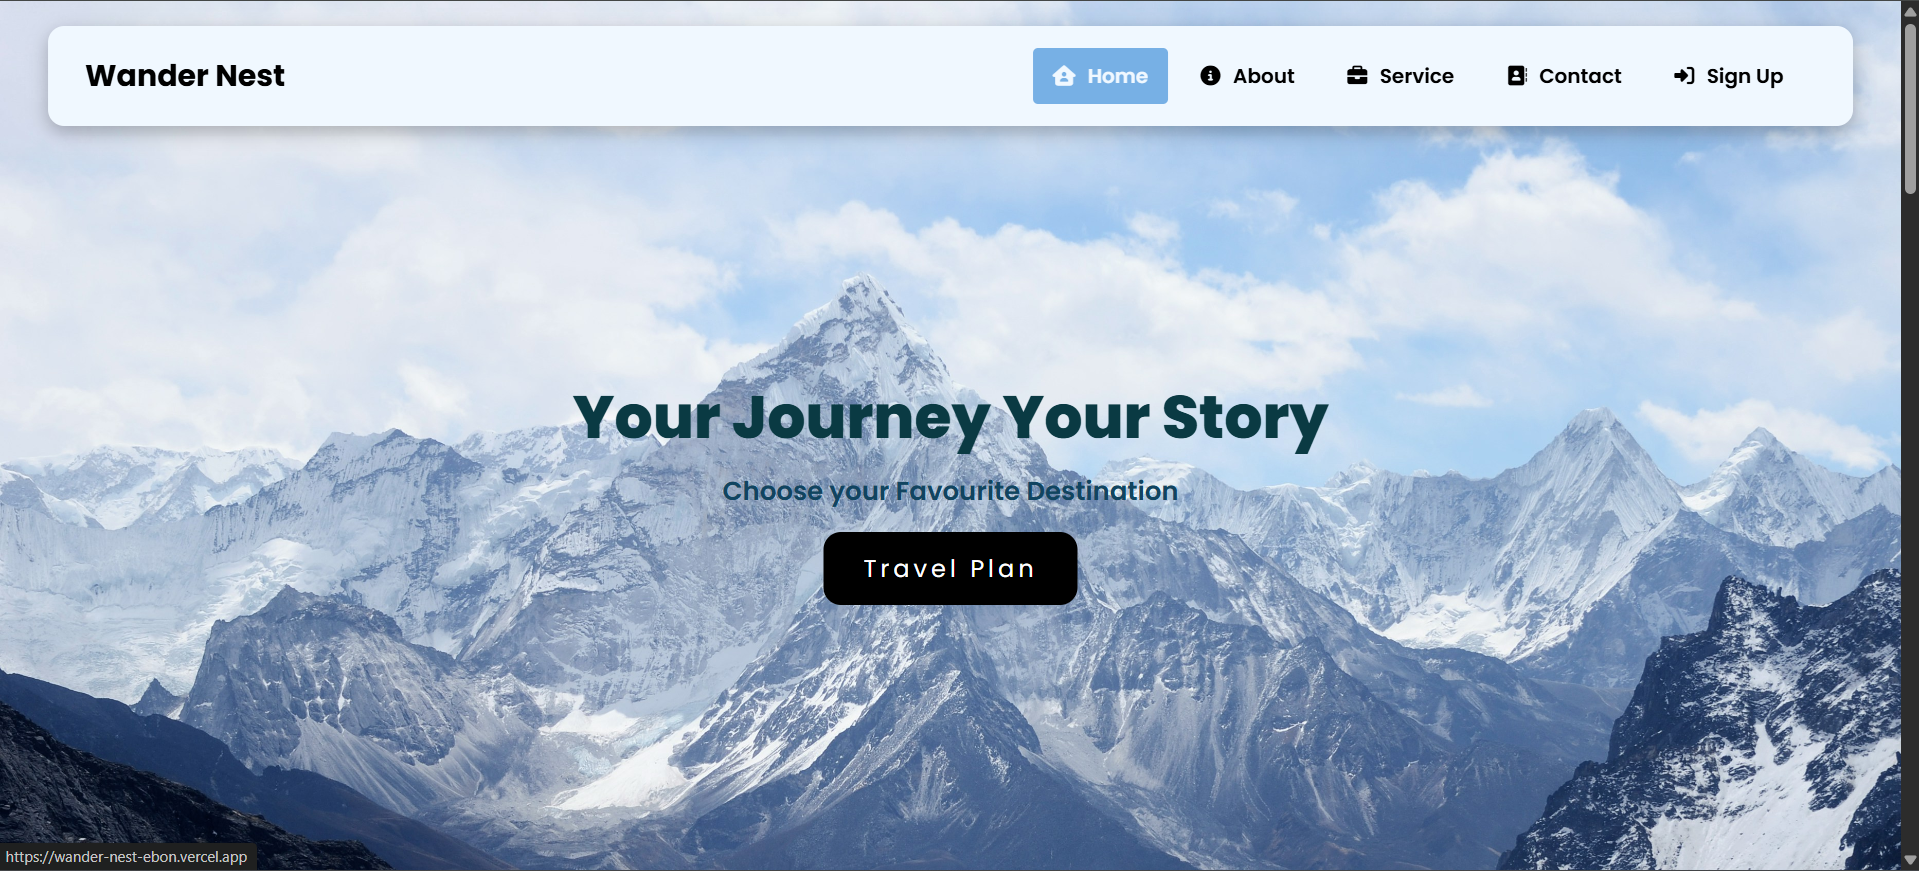 Wander Nest
Home About Service Contact Sign Up
Your Journey Your Story
Choose your Favourite Destination
Travel Plan
https://wander-nest-ebon.vercel.app